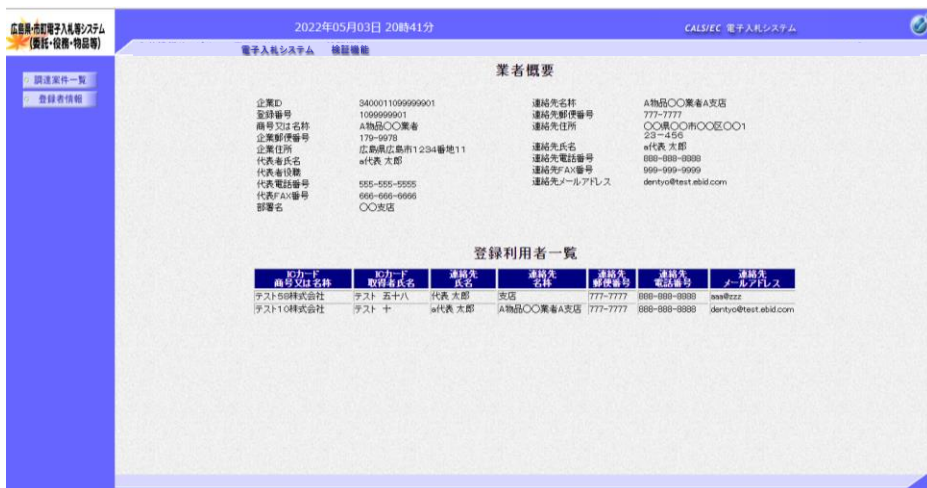 広島県・市町電子入札等システム
(委託・役務・物品等)
2022年05月03日 20時41分
CALS/EC 電子入札システム
電子入札システム 検証機能
調達案件一覧
登録者情報
業者概要
企業ID 3400011099999901
登録番号 1099999901
商号又は名称 A物品〇〇業者
企業郵便番号 179-9978
企業住所 広島県広島市1234番地11
代表者氏名 a代表 太郎
代表者役職
代表電話番号 555-555-5555
代表FAX番号 666-666-6666
部署名 〇〇支店
連絡先名称 A物品〇〇業者A支店
連絡先郵便番号 777-7777
連絡先住所 〇〇県〇〇市〇〇区〇〇1
23-456
連絡先氏名 a代表 太郎
連絡先電話番号 888-888-8888
連絡先FAX番号 999-999-9999
連絡先メールアドレス dentyo@test.ebid.com
登録利用者一覧
ICカード 商号又は名称 ICカード 取得者氏名 連絡先 氏名 連絡先 名称 連絡先 郵便番号 連絡先 電話番号 連絡先 メールアドレス
テスト58株式会社 テスト 五十八 代表 太郎 支店 777-7777 888-888-8888 aaa@zzz
テスト10株式会社 テスト 十 a代表 太郎 A物品〇〇業者A支店 777-7777 888-888-8888 dentyo@test.ebid.com